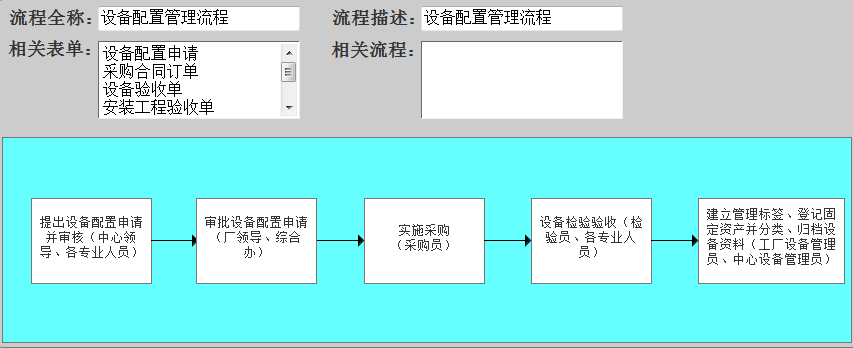 流程全称：设备配置管理流程 流程描述：设备配置管理流程
相关表单：
设备配置申请
采购合同订单
设备验收单
安装工程验收单
相关流程：
提出设备配置申请
并审核（中心领
导、各专业人员）
审批设备配置申请
（厂领导、综合
办）
实施采购
（采购员）
设备检验验收（检
验员、各专业人
员）
建立管理标签、登记固
定资产并分类、归档设
备资料（工厂设备管理
员、中心设备管理员）